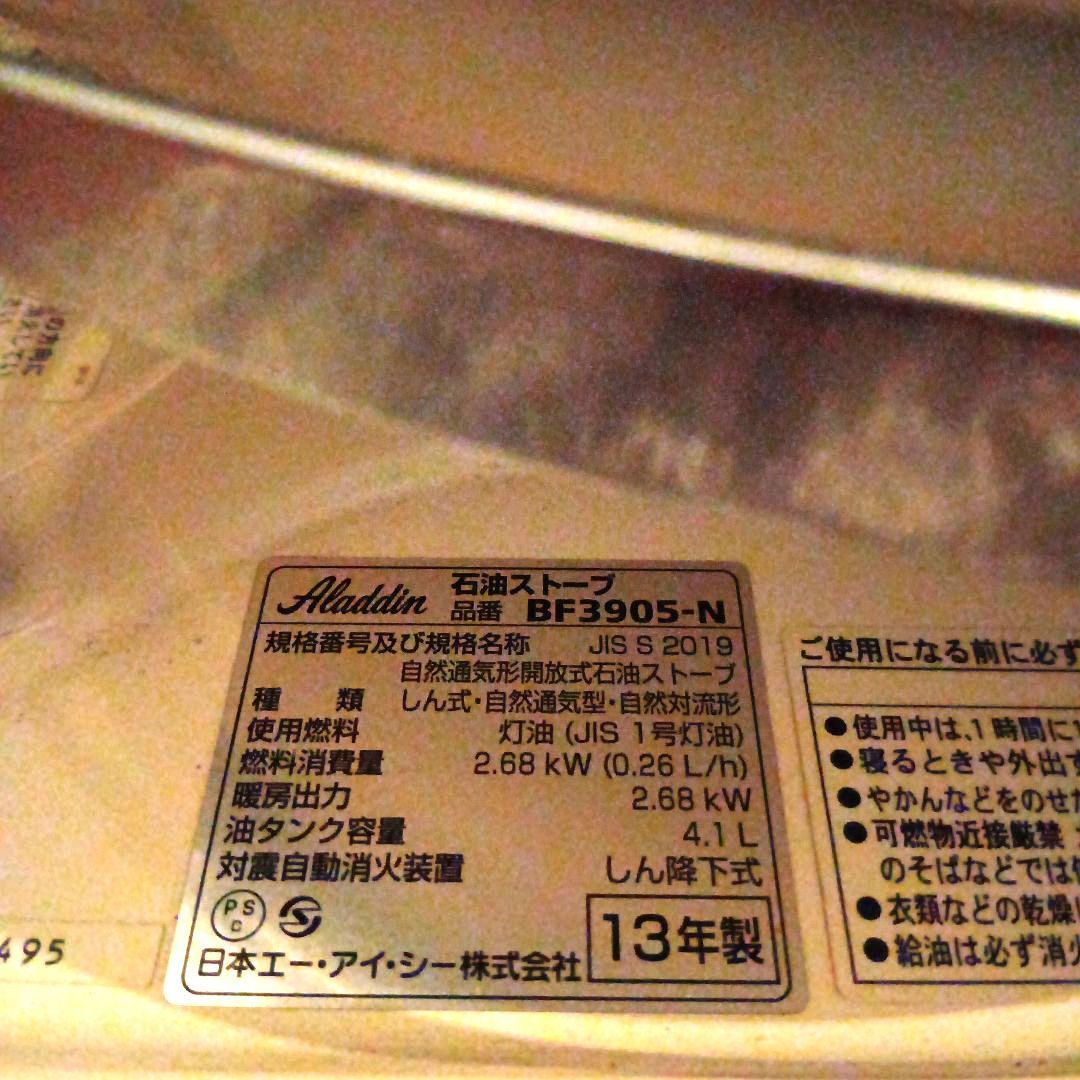 Aladdin 石油ストーブ
品番 BF3905-N
規格番号及び規格名称 JIS S 2019
自然通気形開放式石油ストーブ
種 類 しん式・自然通気型・自然対流形
使用燃料 灯油 (JIS 1号灯油)
燃料消費量 2.68 kW (0.26 L/h)
暖房出力 2.68 kW
油タンク容量 4.1 L
対震自動消火装置 しん降下式
PS
C
13年製
日本エー・アイ・シー株式会社
ご使用になる前に必ず
●使用中は、1時間に1
●寝るときや外出す
●やかんなどをのせた
●可燃物近接厳禁
のそばなどでは
●衣類などの乾燥
●給油は必ず消火
495